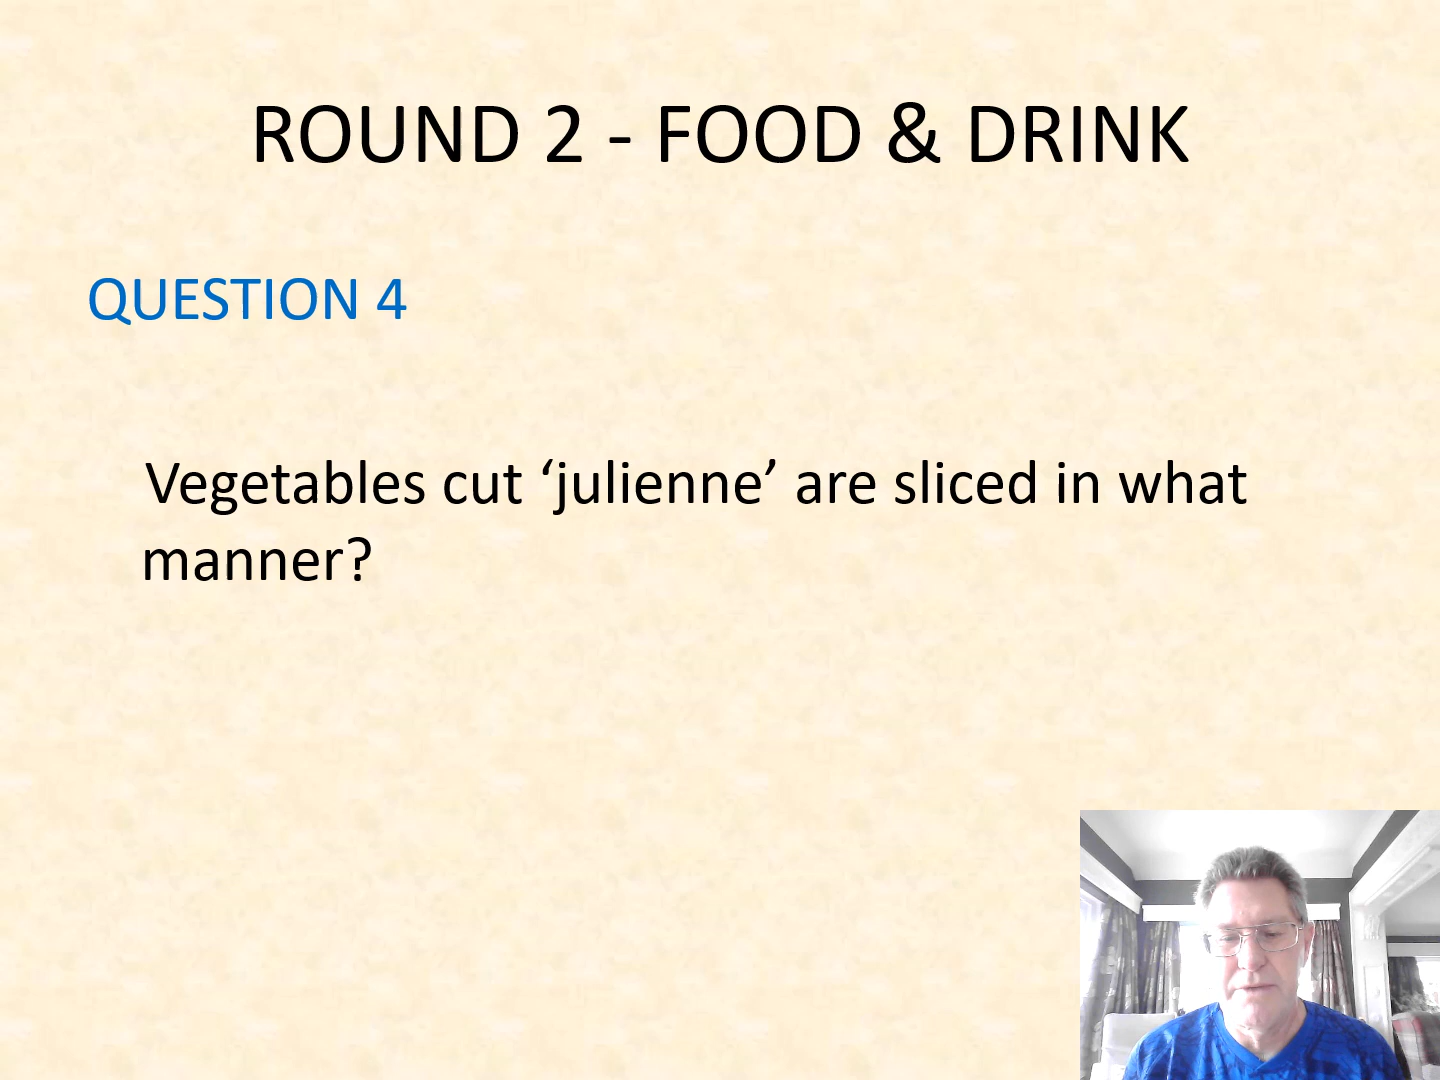 ROUND 2 - FOOD & DRINK
QUESTION 4
Vegetables cut ‘julienne’ are sliced in what
manner?